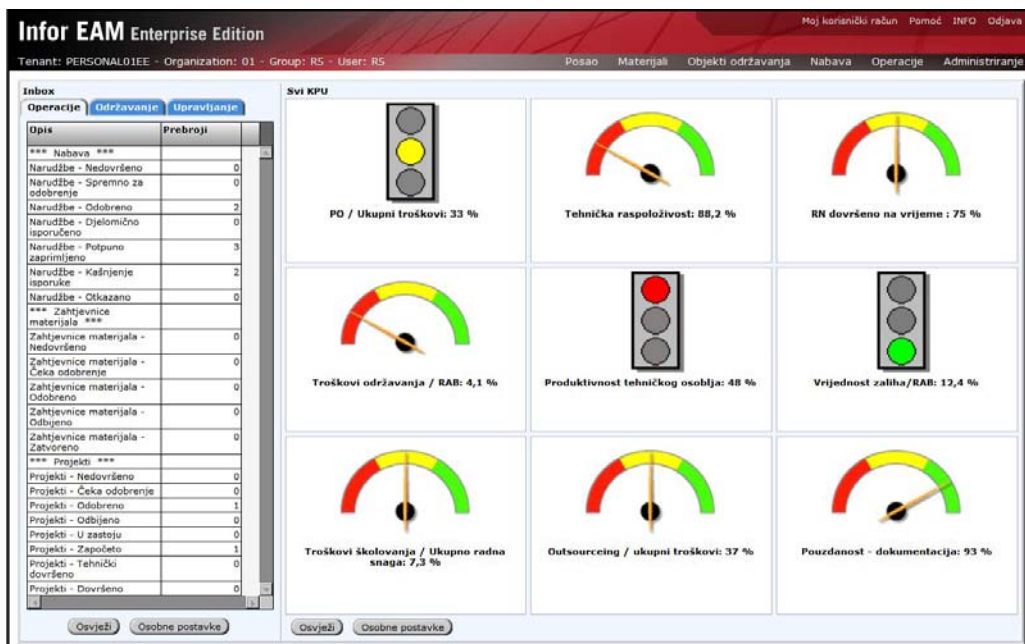 Moj korisnički račun Pomoć INFO Odjava
Infor EAM Enterprise Edition
Tenant: PERSONAL01EE - Organization: 01 - Group: R5 - User: R5
Posao Materijali Objekti održavanja Nabava Operacije Administriranje
Inbox
Operacije Održavanje Upravljanje
Opis Prebroji
*** Nabava ***
Narudžbe - Nedovršeno 0
Narudžbe - Spremno za 0
odobrenje
Narudžbe - Odobreno 2
Narudžbe - Djelomično 0
isporučeno
Narudžbe - Potpuno 3
zaprimljeno
Narudžbe - Kašnjenje 2
isporuke
Narudžbe - Otkazano 0
*** Zahtjevnice
materijala ***
Zahtjevnice materijala - 0
Nedovršeno
Zahtjevnice materijala - 0
Čeka odobrenje
Zahtjevnice materijala - 0
Odobreno
Zahtjevnice materijala - 0
Odbijeno
Zahtjevnice materijala - 0
Zatvoreno
*** Projekti ***
Projekti - Nedovršeno 0
Projekti - Čeka odobrenje 0
Projekti - Odobreno 1
Projekti - Odbijeno 0
Projekti - U zastoju 0
Projekti - Započeto 1
Projekti - Tehnički 0
dovršeno
Projekti - Dovršeno 0
Osvježi Osobne postavke
Svi KPU
PO / Ukupni troškovi: 33 %
Tehnička raspoloživost: 88,2 %
RN dovršeno na vrijeme : 75 %
Troškovi održavanja / RAB: 4,1 %
Produktivnost tehničkog osoblja: 48 %
Vrijednost zaliha/RAB: 12,4 %
Troškovi školovanja / Ukupno radna
snaga: 7,3 %
Outsourceing / ukupni troškovi: 37 %
Pouzdanost - dokumentacija: 93 %
Osvježi Osobne postavke